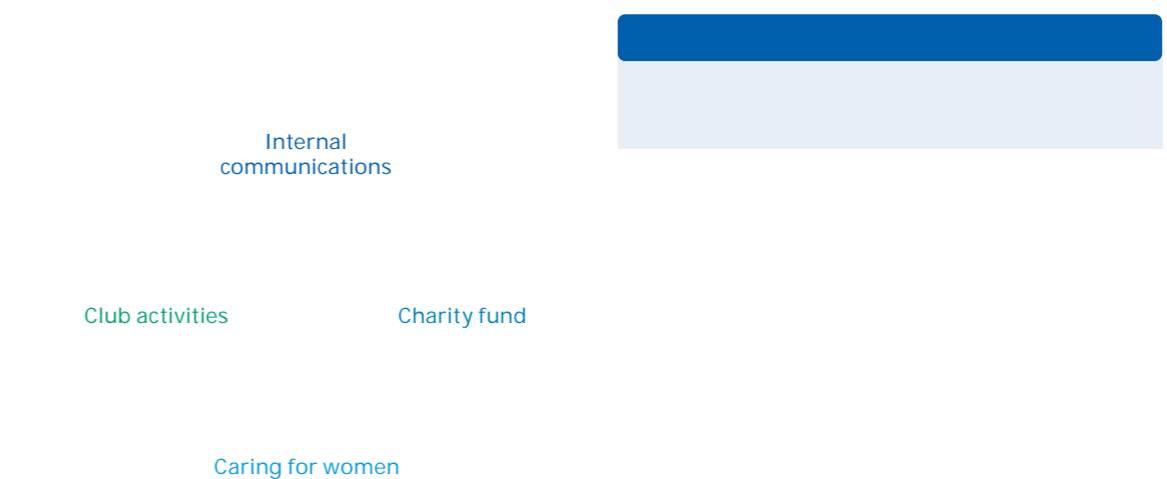 Internal
communications
Club activities
Charity fund
Caring for women